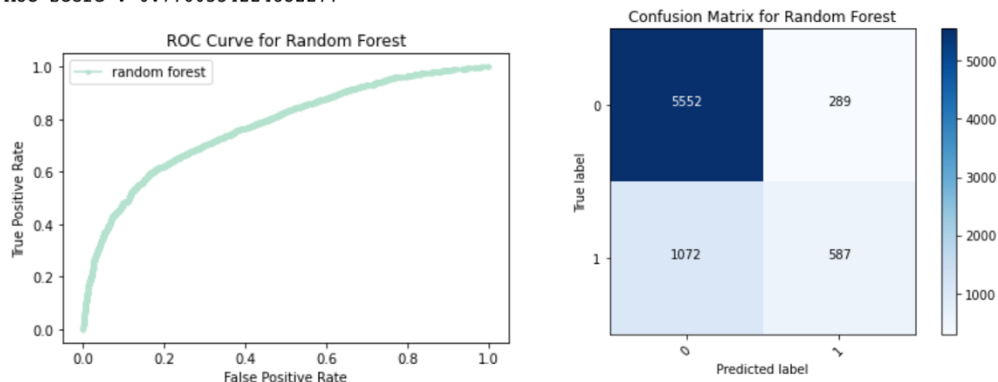 ROC Curve for Random Forest
random forest
1.0
0.8
0.6
0.4
0.2
0.0
True Positive Rate
0.0 0.2 0.4 0.6 0.8 1.0
False Positive Rate
Confusion Matrix for Random Forest
0
1
True label
5552 289
1072 587
0 1
Predicted label
5000
4000
3000
2000
1000